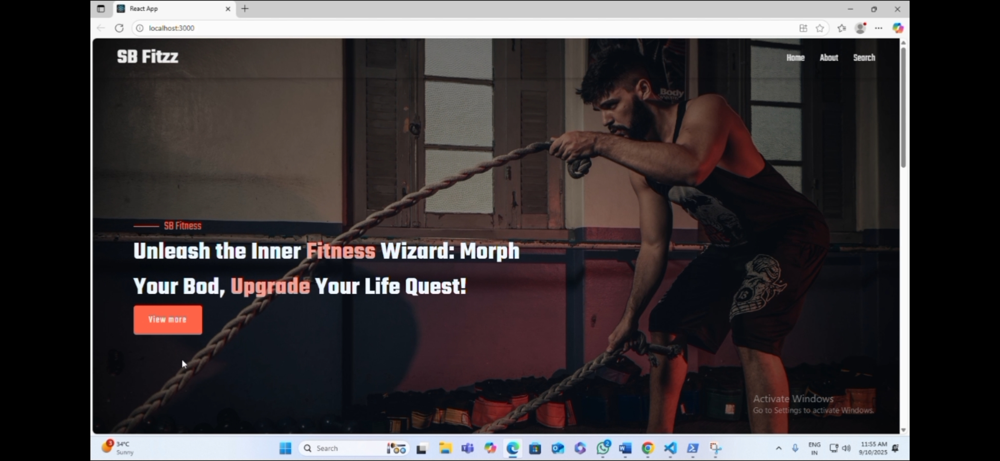 React App
localhost:3000
SB Fitzz
Home About Search
Body
SB Fitness
Unleash the Inner Fitness Wizard: Morph
Your Bod, Upgrade Your Life Quest!
View more
Activate Windows
Go to Settings to activate Windows.
3
34°C
Sunny
Search
2
ENG
IN
11:55 AM
9/10/2025